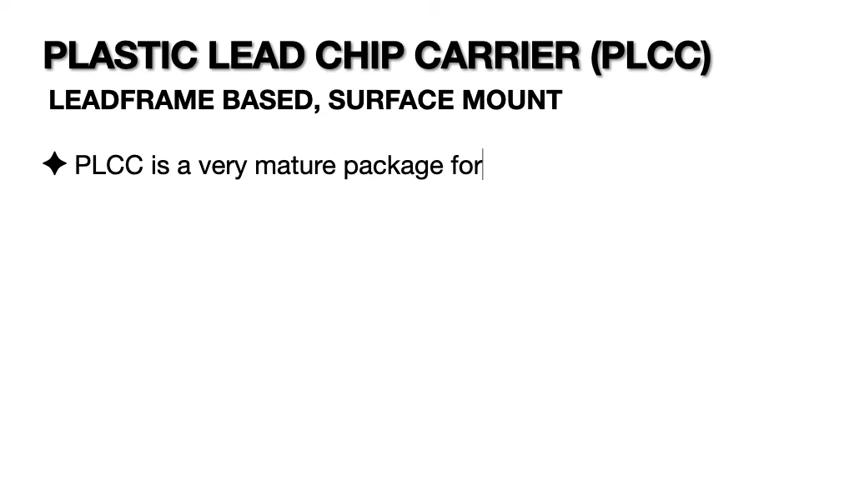 PLASTIC LEAD CHIP CARRIER (PLCC)
LEADFRAME BASED, SURFACE MOUNT
✦ PLCC is a very mature package for